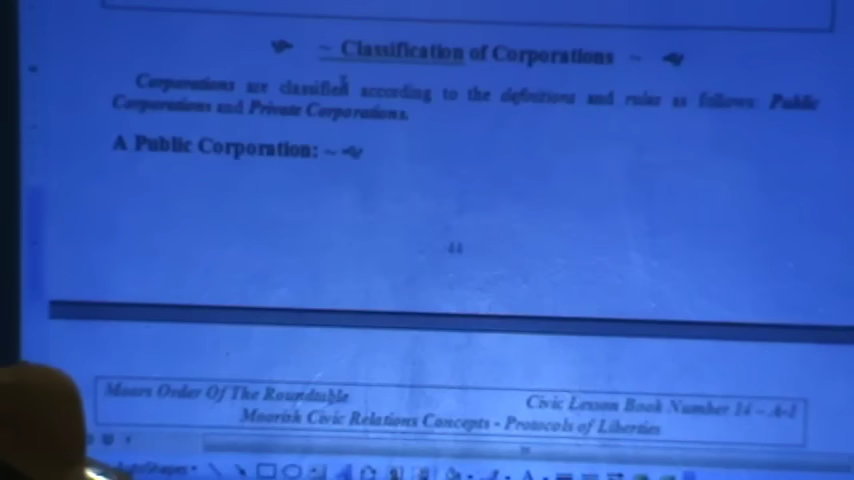 ~ Classification of Corporations ~
Corporations are classified according to the definitions and rules as follows: Public
Corporations and Private Corporations.
A Public Corporation: ~
44
Moors Order Of The Roundtable
Civic Lesson Book Number 14 - A-1
Moorish Civic Relations Concepts - Protocols of Liberties
AutoShapes